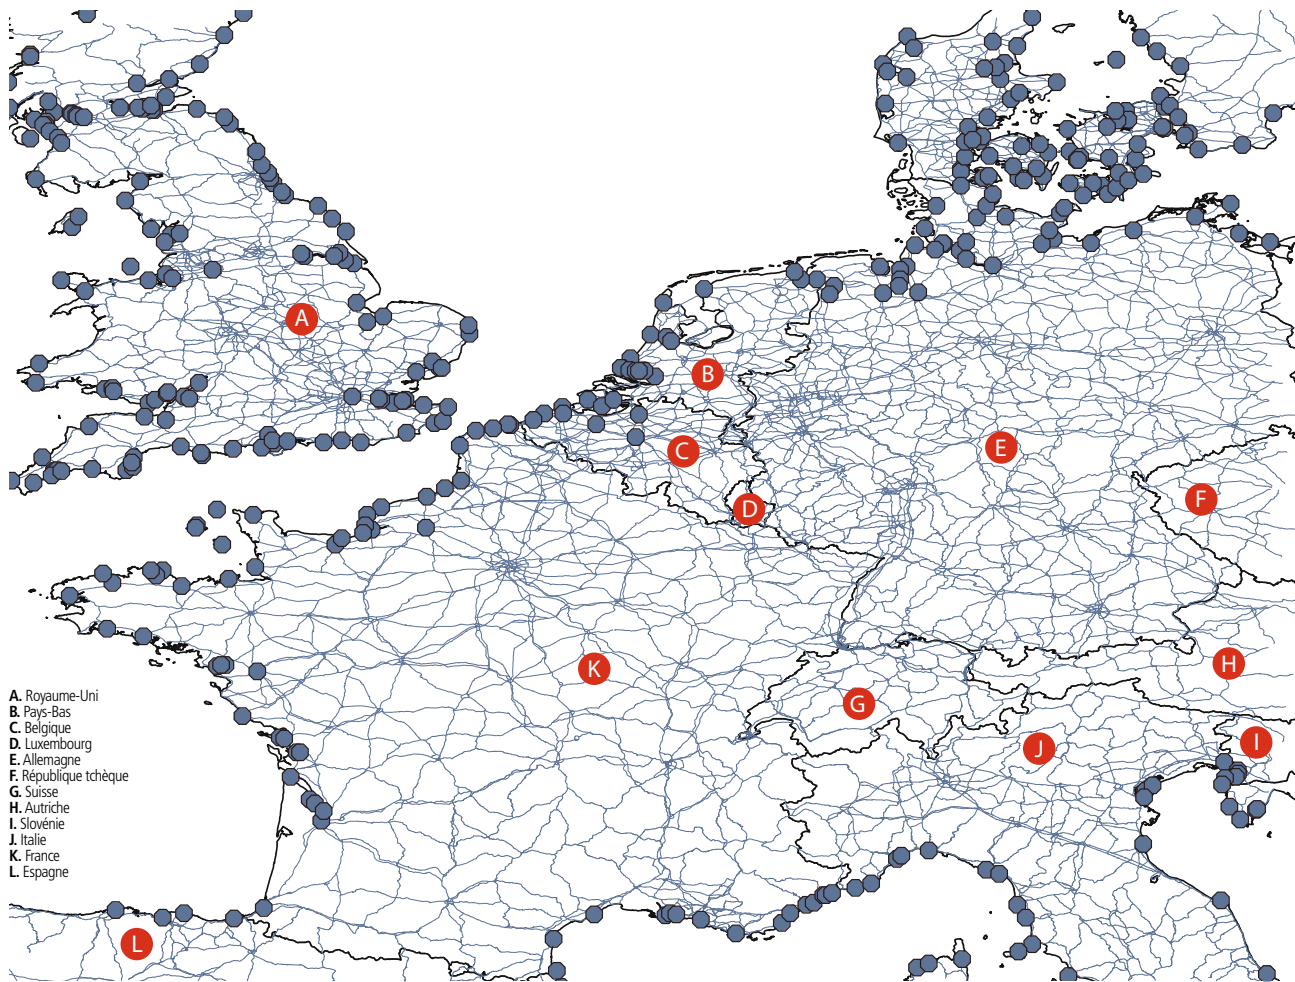 A
B
C
E
F
D
K
H
G
I
J
L
A. Royaume-Uni
B. Pays-Bas
C. Belgique
D. Luxembourg
E. Allemagne
F. République tchèque
G. Suisse
H. Autriche
I. Slovénie
J. Italie
K. France
L. Espagne